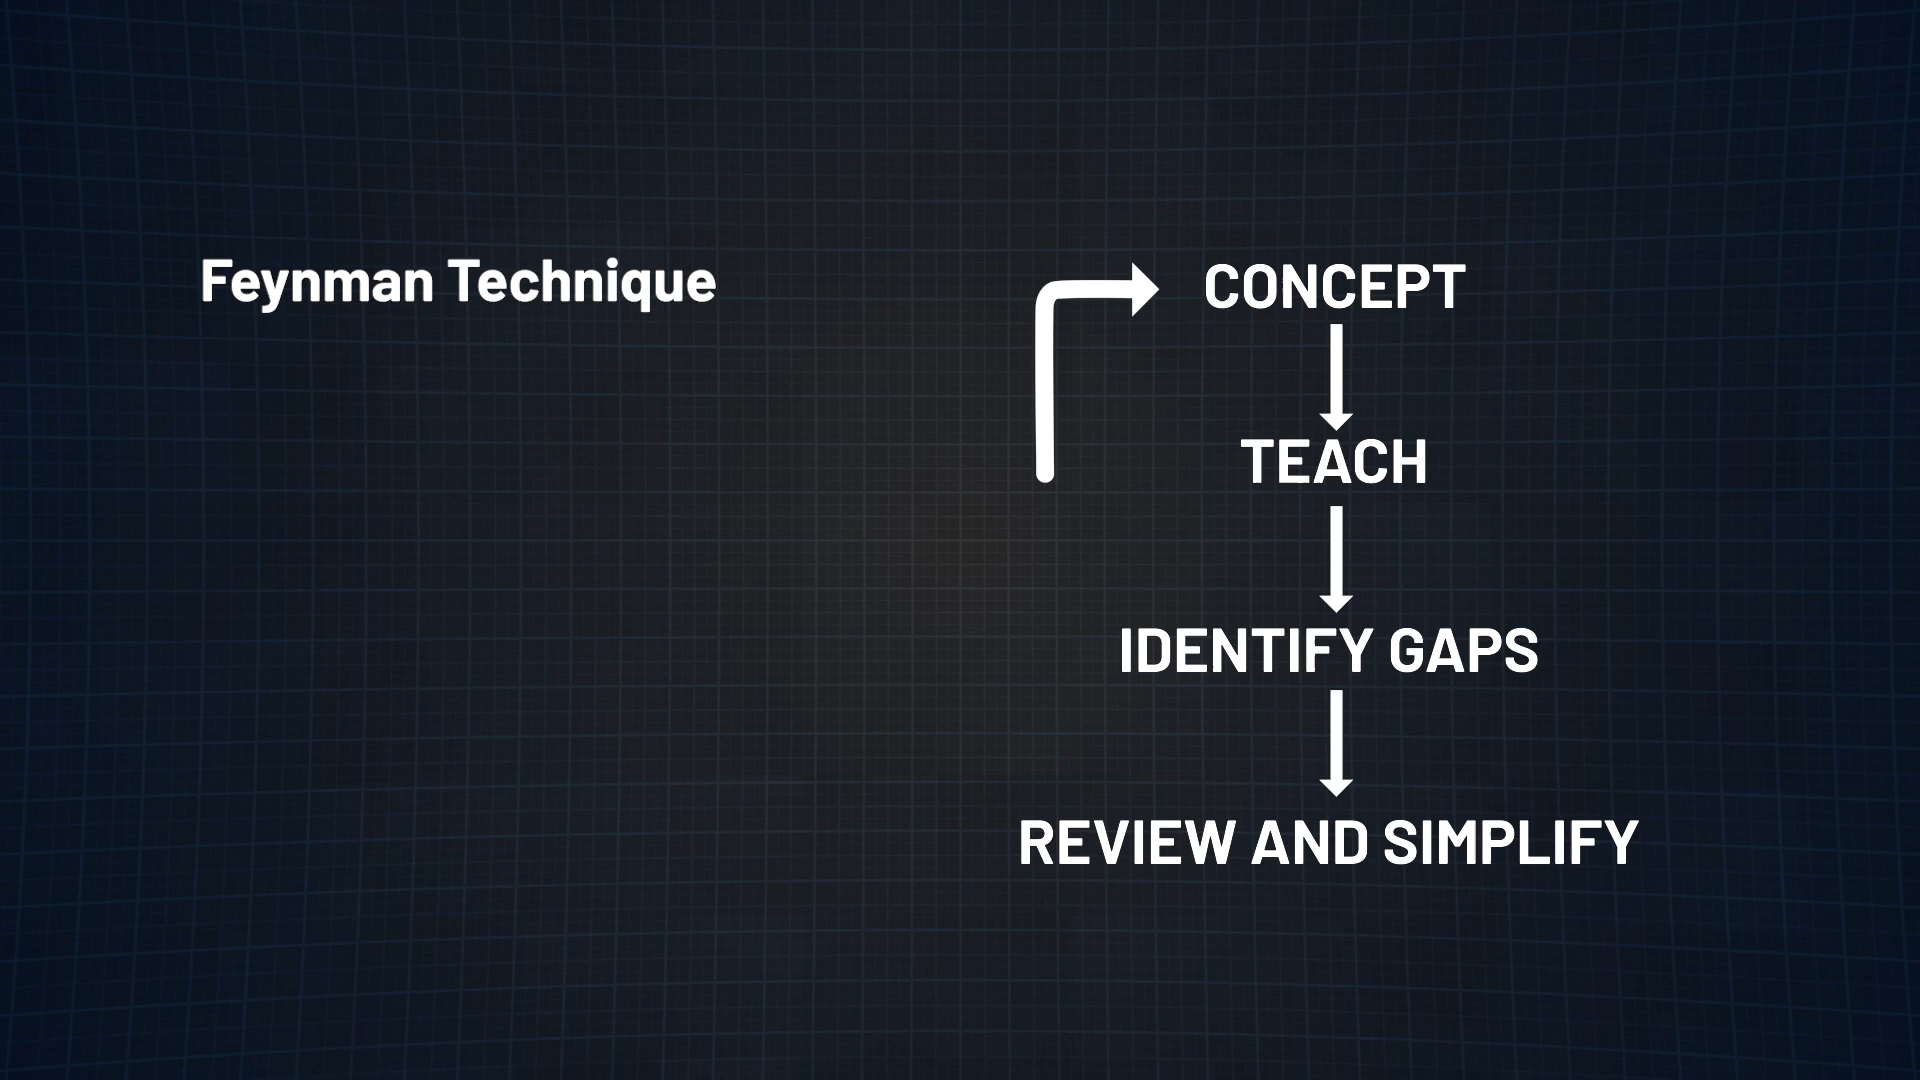 Feynman Technique
CONCEPT
TEACH
IDENTIFY GAPS
REVIEW AND SIMPLIFY